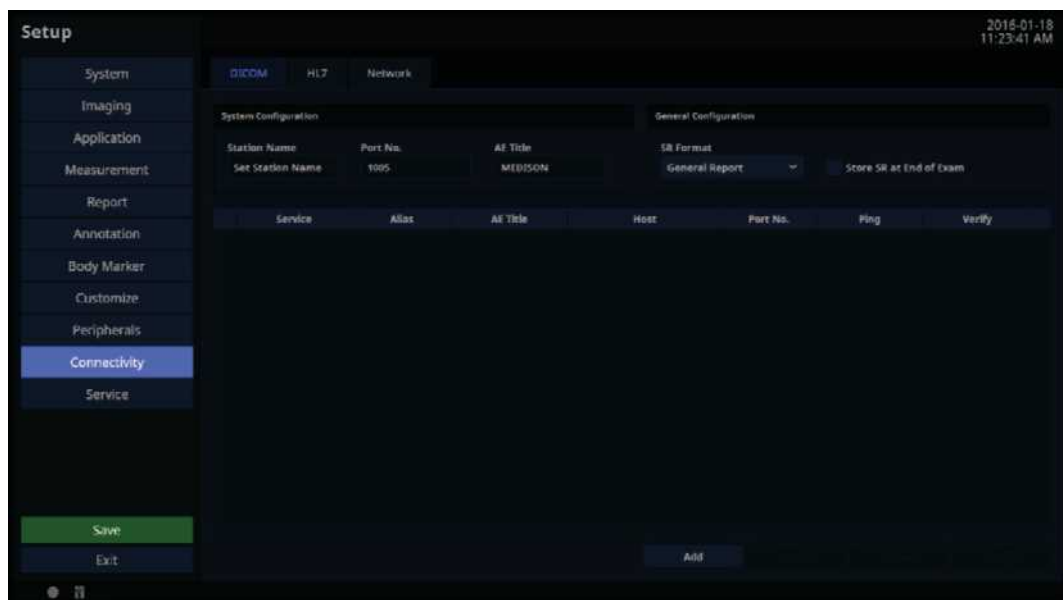 Setup
2016-01-18
11:23:41 AM
System
Imaging
Application
Measurement
Report
Annotation
Body Marker
Customize
Peripherals
Connectivity
Service
Save
Exit
DICOM HL7 Network
System Configuration General Configuration
Station Name Port No. AE Title SR Format
Set Station Name 1005 MEDISON General Report Store SR at End of Exam
Service Alias AE Title Host Port No. Ping Verify
Add